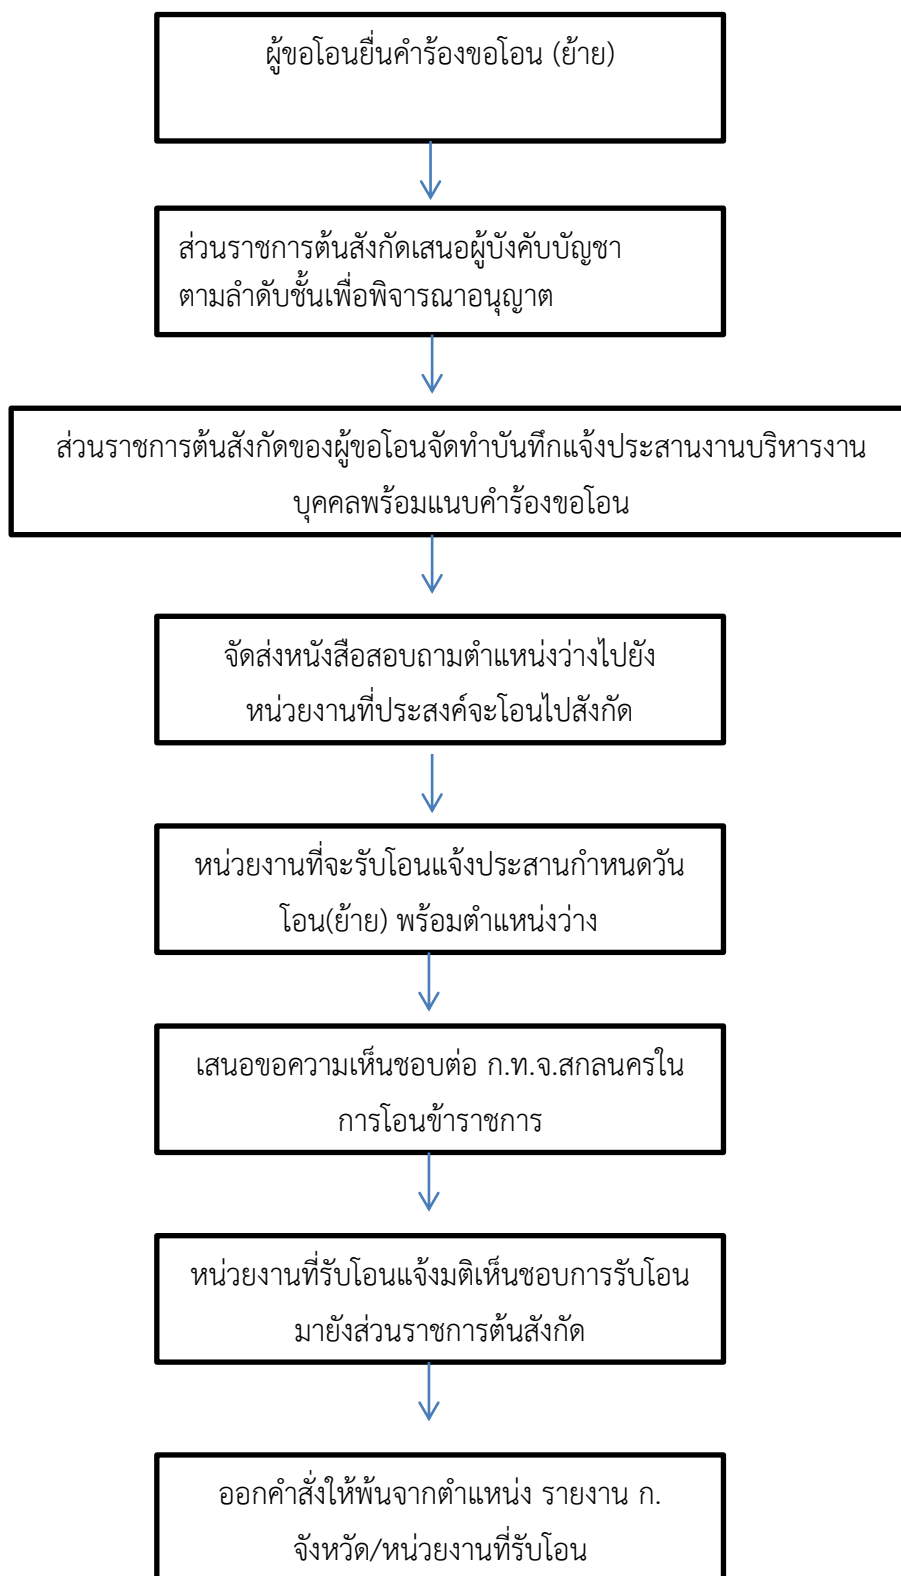 ผู้ขอโอนยื่นคำร้องขอโอน (ย้าย)
ส่วนราชการต้นสังกัดเสนอผู้บังคับบัญชา
ตามลำดับชั้นเพื่อพิจารณาอนุญาต
ส่วนราชการต้นสังกัดของผู้ขอโอนจัดทำบันทึกแจ้งประสานงานบริหารงาน
บุคคลพร้อมแนบคำร้องขอโอน
จัดส่งหนังสือสอบถามตำแหน่งว่างไปยัง
หน่วยงานที่ประสงค์จะโอนไปสังกัด
หน่วยงานที่จะรับโอนแจ้งประสานกำหนดวัน
โอน(ย้าย) พร้อมตำแหน่งว่าง
เสนอขอความเห็นชอบต่อ ก.ท.จ.สกลนครใน
การโอนข้าราชการ
หน่วยงานที่รับโอนแจ้งมติเห็นชอบการรับโอน
มายังส่วนราชการต้นสังกัด
ออกคำสั่งให้พ้นจากตำแหน่ง รายงาน ก.
จังหวัด/หน่วยงานที่รับโอน